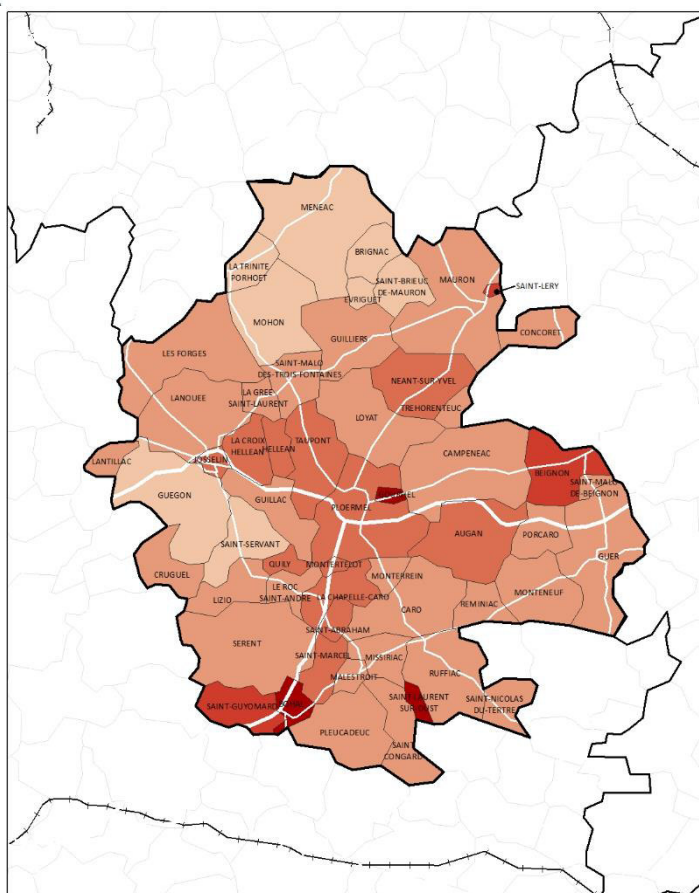 MENEAC
BRIGNAC
LA TRINITE
PORHOET
SAINT-BRIEUC
DE-MAURON
MAURON
SAINT-LERY
EVRIGUET
MOHON
CONCORET
GUILLIERS
LES FORGES
SAINT-MALO
DES-TROIS-FONTAINES
NEANT-SUR-YVEL
LANOUEE
LA GREE
SAINT-LAURENT
TREHORENTEUC
LOYAT
LA CROIX
HELLEAN
HELLEAN
TAUPONT
CAMPENEAC
LANTILLAC
JOSSELIN
BEIGNON
SAINT-MALO
DE-BEIGNON
GUEGON
GUILLAC
PLOERMEL
AUGAN
PORCARO
SAINT-SERVANT
GUER
QUILY
MONTERTELOT
CRUGUEL
MONTERREIN
LE ROC
SAINT-ANDRE
LIZIO
LA CHAPELLE-CARO
CARO
REMINIAC
MONTENEUF
SAINT-ABRAHAM
SERENT
SAINT-MARCEL
MISSIRIAC
RUFFIAC
MALESTROIT
SAINT-GUYOMARD
SAINT-LAURENT
SUR-OUST
SAINT-NICOLAS
DU-TERTRE
PLEUCADEUC
SAINT
CONGARD